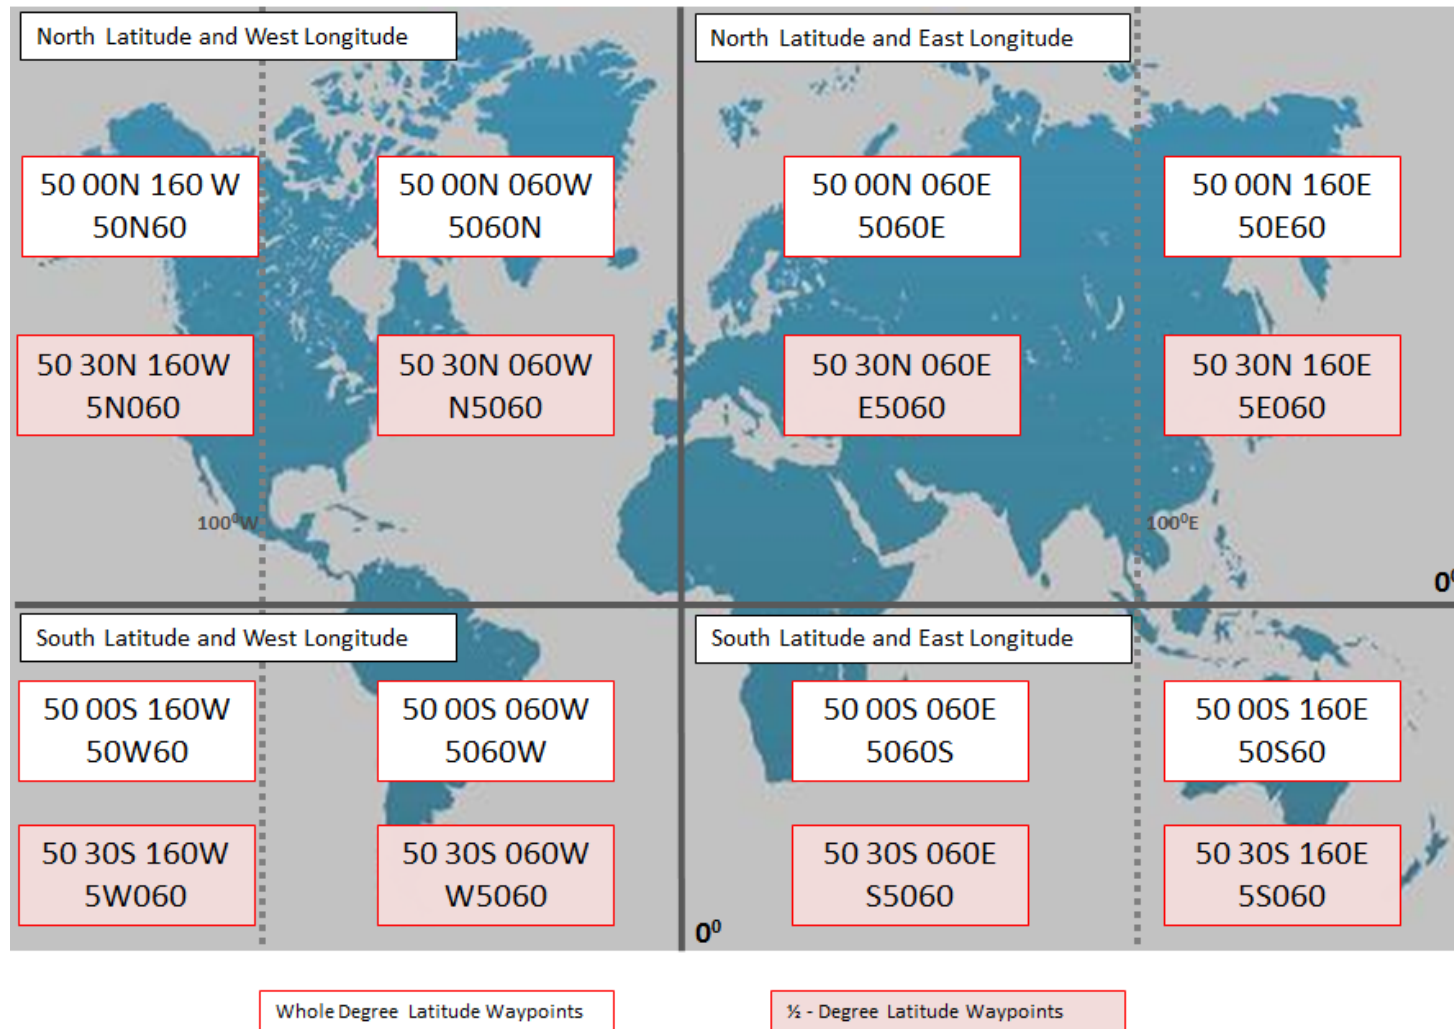 North Latitude and West Longitude
North Latitude and East Longitude
50 00N 160 W
50N60
50 00N 060W
5060N
50 00N 060E
5060E
50 00N 160E
50E60
50 30N 160W
5N060
50 30N 060W
N5060
50 30N 060E
E5060
50 30N 160E
5E060
100⁰W
100⁰E
0⁰
South Latitude and West Longitude
South Latitude and East Longitude
50 00S 160W
50W60
50 00S 060W
5060W
50 00S 060E
5060S
50 00S 160E
50S60
50 30S 160W
5W060
50 30S 060W
W5060
50 30S 060E
S5060
50 30S 160E
5S060
0⁰
Whole Degree Latitude Waypoints
½ - Degree Latitude Waypoints